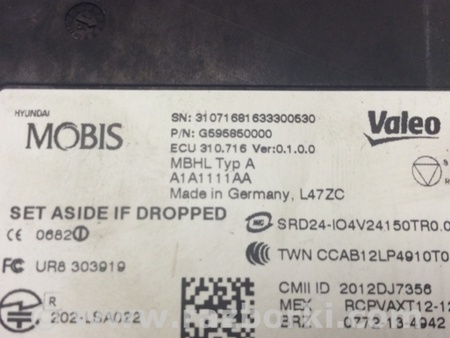 HYUNDAI
MOBIS
SN: 31071681633300530
P/N: G595850000
ECU 310.716 Ver:0.1.0.0
MBHL Typ A
A1A1111AA
Made in Germany, L47ZC
Valeo
SET ASIDE IF DROPPED
CE 0682
FC UR8 303919
R
202-LSA022
SRD24-IO4V24150TR0.0
TWN CCAB12LP4910T0
CMII ID 2012DJ7356
MEX RCPVAXT12-12
BRZ 0772-13-4942